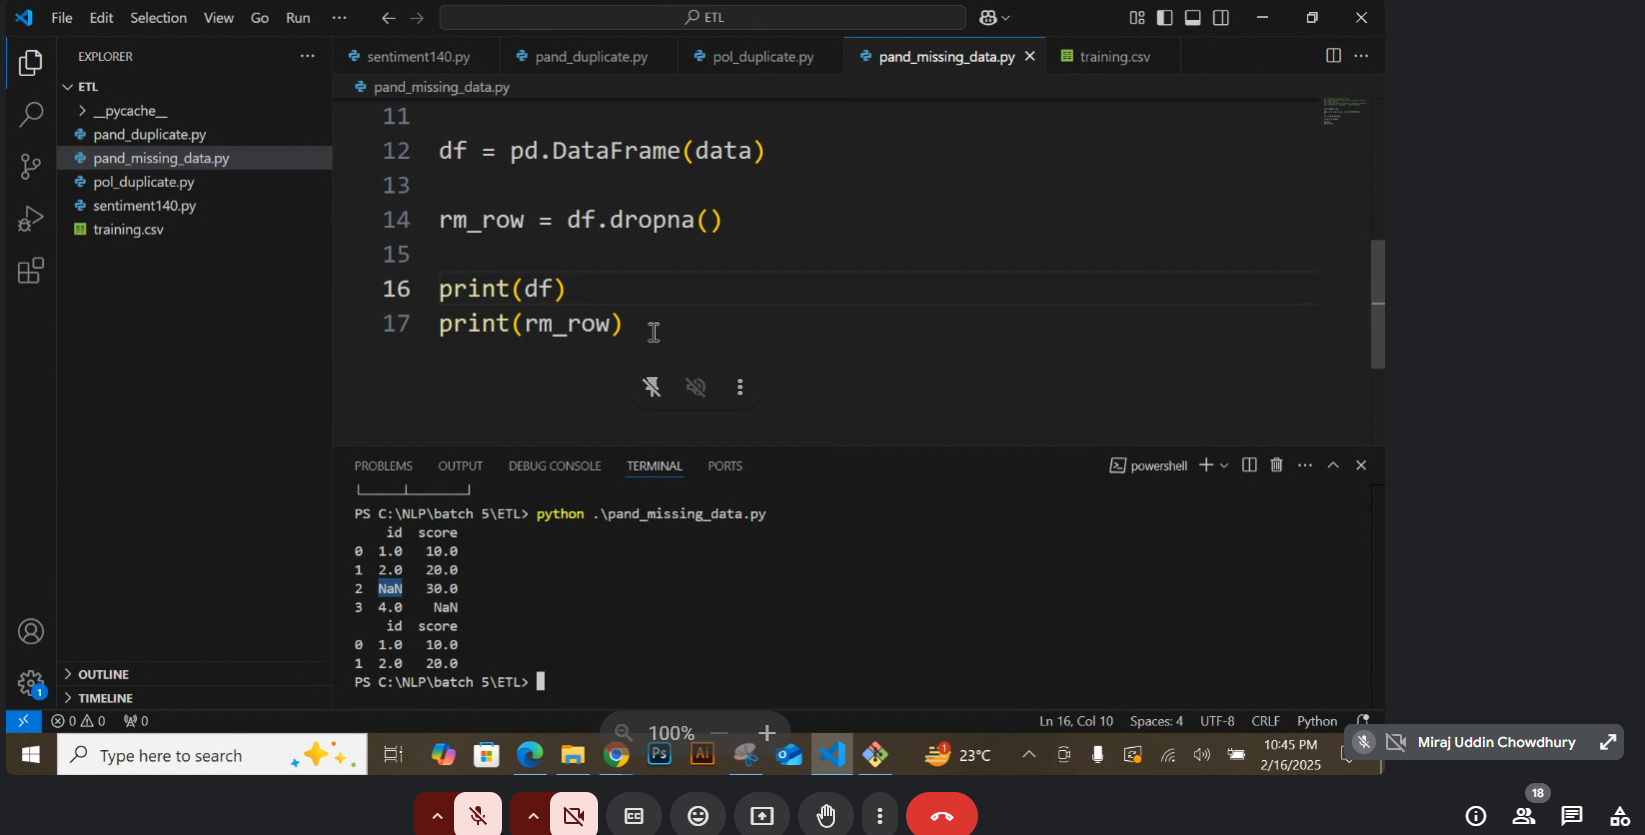 File Edit Selection View Go Run ··· ETL
EXPLORER ···
sentiment140.py pand_duplicate.py pol_duplicate.py pand_missing_data.py training.csv ···
ETL
pand_missing_data.py
__pycache__
pand_duplicate.py
pand_missing_data.py
pol_duplicate.py
sentiment140.py
training.csv
11
12 df = pd.DataFrame(data)
13
14 rm_row = df.dropna()
15
16 print(df)
17 print(rm_row)
PROBLEMS OUTPUT DEBUG CONSOLE TERMINAL PORTS powershell ···
PS C:\NLP\batch 5\ETL> python .\pand_missing_data.py
id score
0 1.0 10.0
1 2.0 20.0
2 NaN 30.0
3 4.0 NaN
id score
0 1.0 10.0
1 2.0 20.0
PS C:\NLP\batch 5\ETL>
OUTLINE
1
TIMELINE
0 0 0 Ln 16, Col 10 Spaces: 4 UTF-8 CRLF Python
100%
Type here to search Ps Ai 1 23°C 10:45 PM
2/16/2025
Miraj Uddin Chowdhury
CC 18